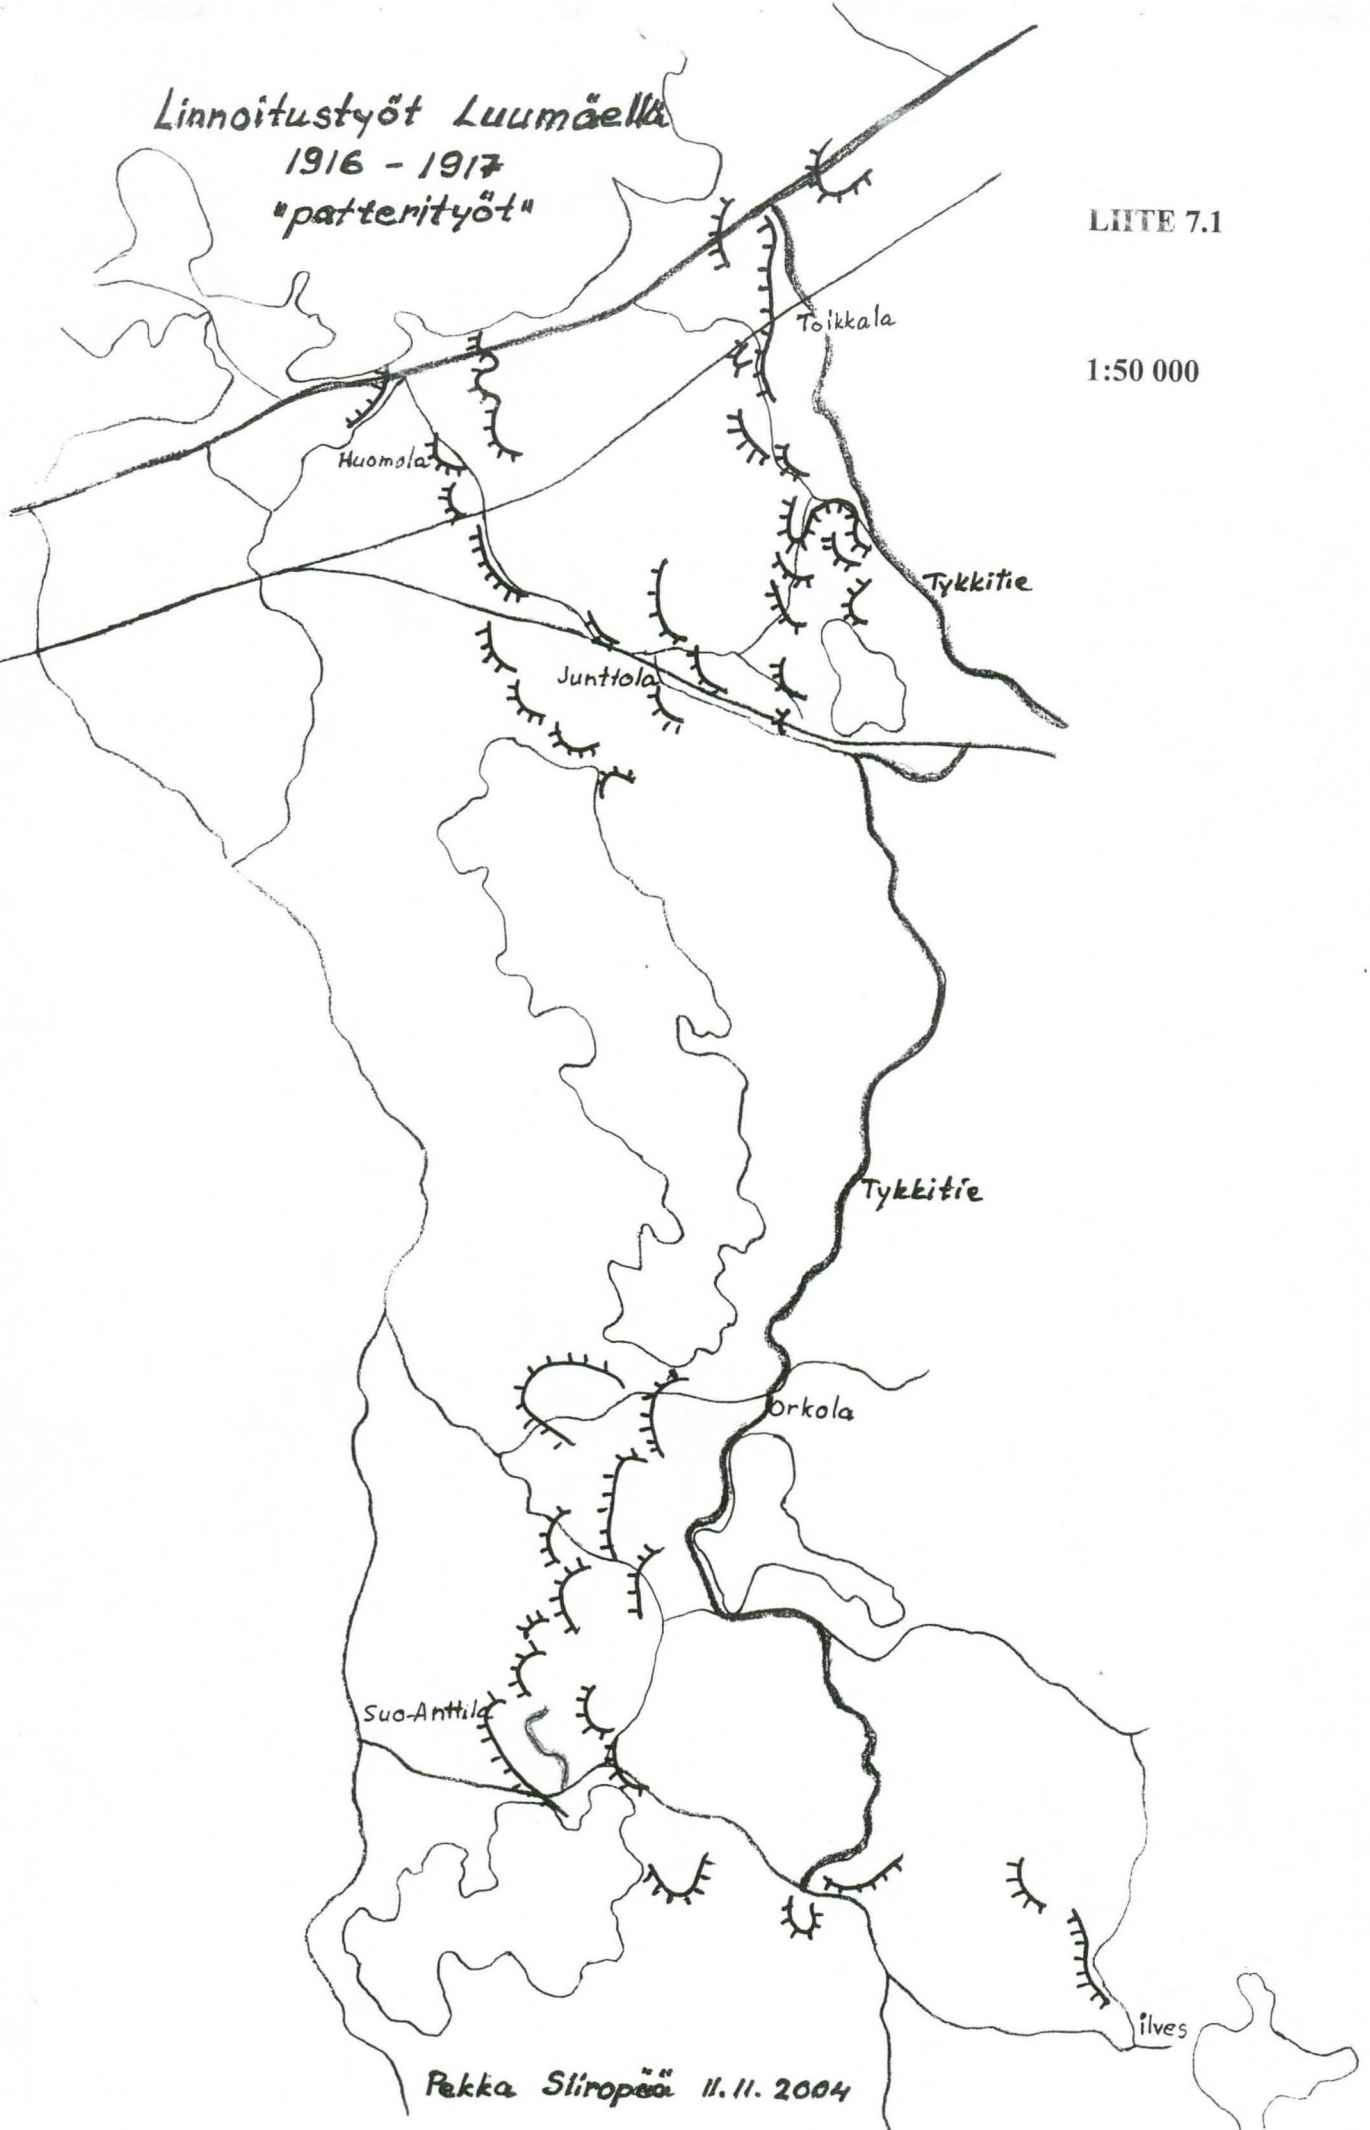 Linnoitustyöt Luumäellä
1916 - 1917
"patterityöt"
LIITE 7.1
Toikkala
1:50 000
Huomola
Tykkitie
Junttola
Tykkitie
Orkola
Suo-Anttila
ilves
Pekka Sliropää 11.11.2004